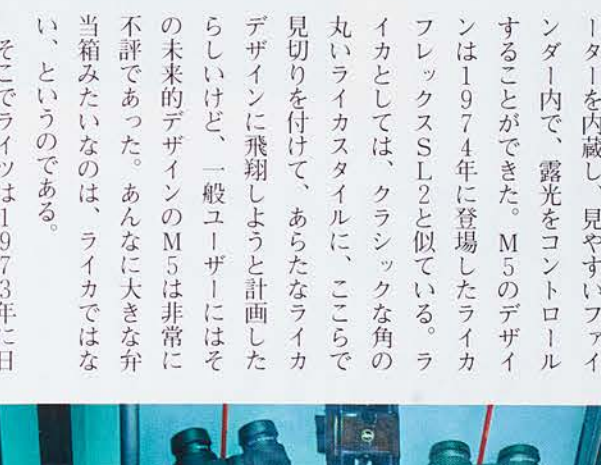 ーターを内蔵し、見やすいファイ
ンダー内で、露光をコントロール
することができた。M5のデザイ
ンは1974年に登場したライカ
フレックスSL2と似ている。ラ
イカとしては、クラシックな角の
丸いライカスタイルに、ここらで
見切りを付けて、あらたなライカ
デザインに飛翔しようと計画した
らしいけど、一般ユーザーにはそ
の未来的デザインのM5は非常に
不評であった。あんなに大きな弁
当箱みたいなのは、ライカではな
い、というのである。
そこでライツは1973年に日